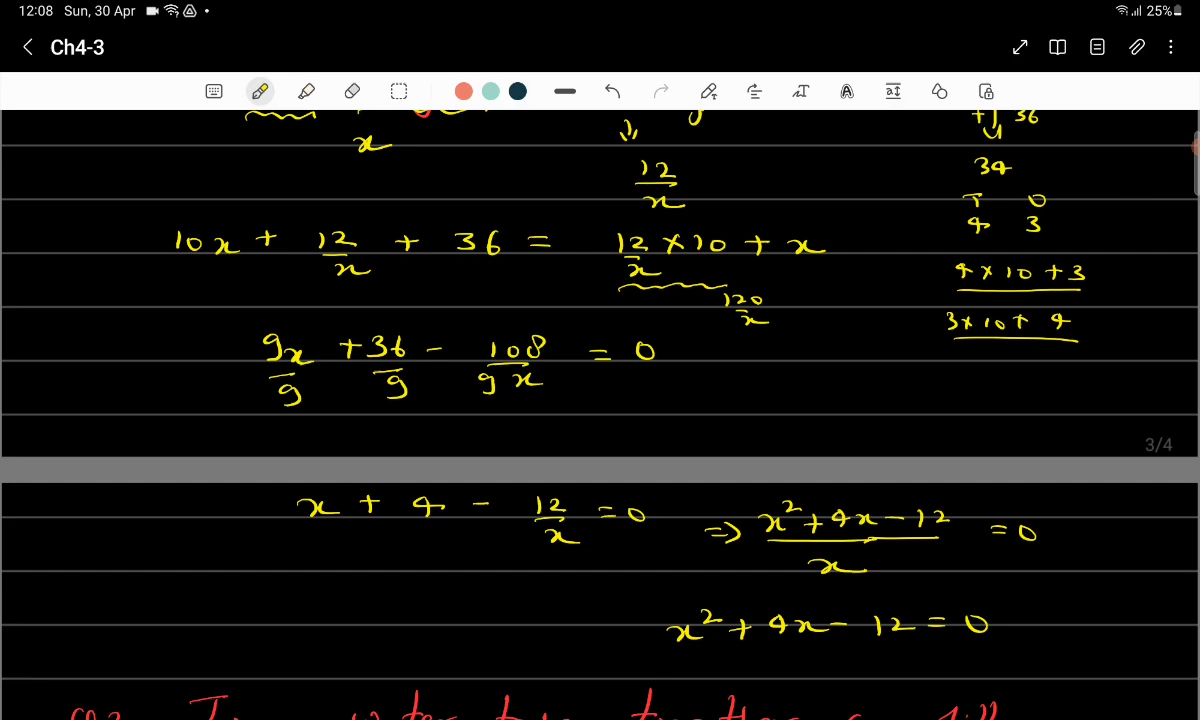 12:08 Sun, 30 Apr 25%
Ch4-3
+ 36
x
12/x
34
T O
4 3
10x + 12/x + 36 = 12/x × 10 + x
120/x
4 × 10 + 3
3 × 10 + 4
9x/9 + 36/9 - 108/9x = 0
3/4
x + 4 - 12/x = 0 ⇒ (x² + 4x - 12)/x = 0
x² + 4x - 12 = 0